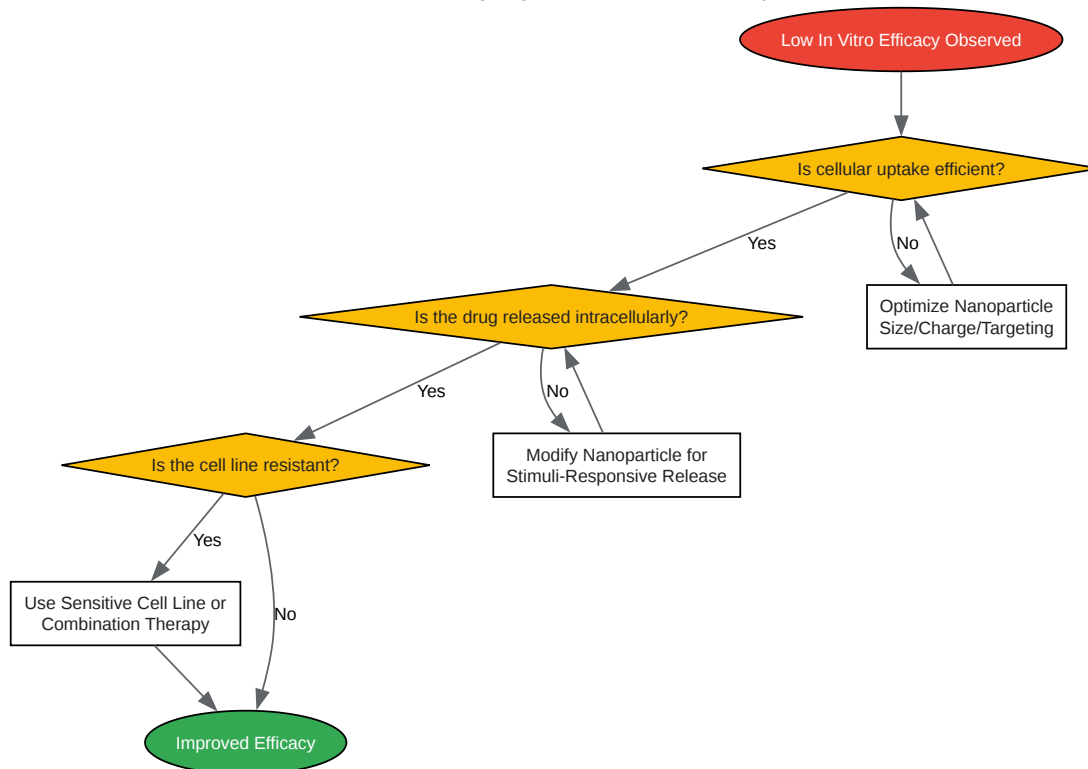 Low In Vitro Efficacy Observed
Is cellular uptake efficient?
Yes
No
Optimize Nanoparticle
Size/Charge/Targeting
Is the drug released intracellularly?
Yes
No
Modify Nanoparticle for
Stimuli-Responsive Release
Is the cell line resistant?
Yes
No
Use Sensitive Cell Line or
Combination Therapy
Improved Efficacy